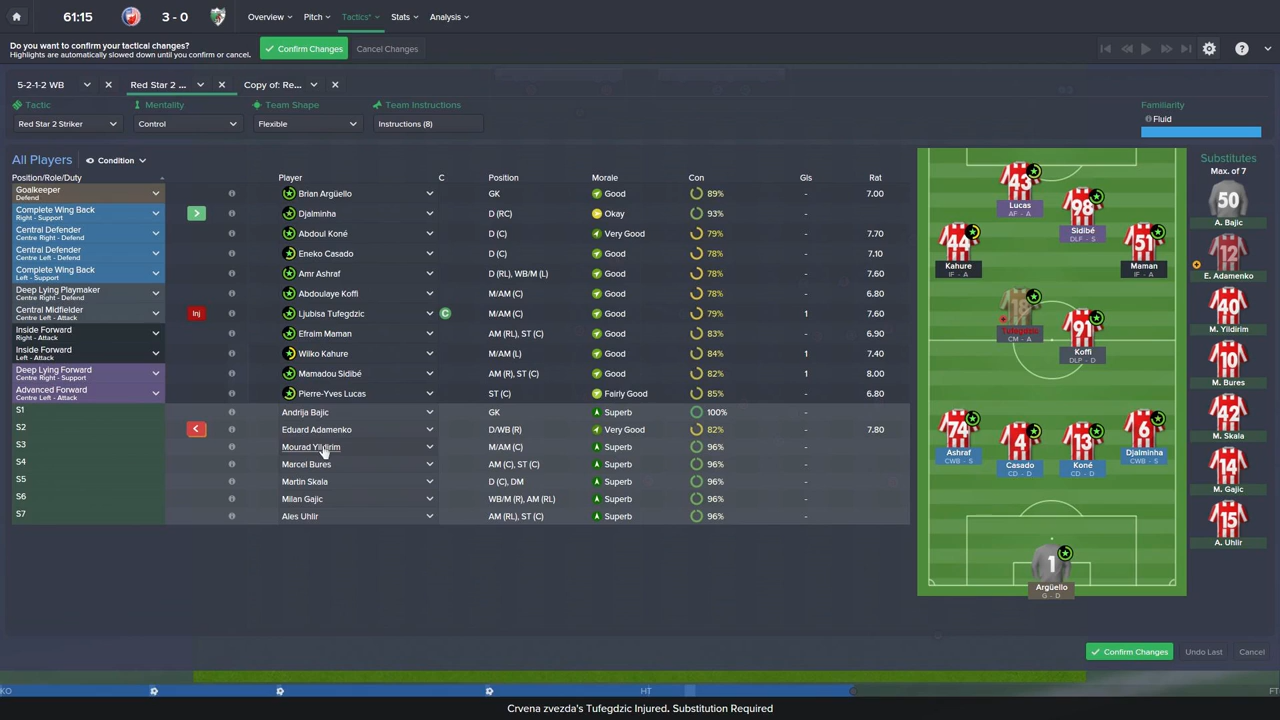 61:15
3 - 0
Overview
Pitch
Tactics*
Stats
Analysis
Do you want to confirm your tactical changes?
Highlights are automatically slowed down until you confirm or cancel.
Confirm Changes
Cancel Changes
5-2-1-2 WB
Red Star 2 ...
Copy of: Re...
Tactic
Mentality
Team Shape
Team Instructions
Familiarity
Red Star 2 Striker
Control
Flexible
Instructions (8)
Fluid
All Players
Condition
Substitutes
Max. of 7
Position/Role/Duty
Player
C
Position
Morale
Con
Gls
Rat
Goalkeeper
Defend
Brian Argüello
GK
Good
89%
-
7.00
Complete Wing Back
Right - Support
Djalminha
D (RC)
Okay
93%
-
Central Defender
Centre Right - Defend
Abdoul Koné
D (C)
Very Good
79%
-
7.70
Central Defender
Centre Left - Defend
Eneko Casado
D (C)
Good
78%
-
7.10
Complete Wing Back
Left - Support
Amr Ashraf
D (RL), WB/M (L)
Good
78%
-
7.60
Deep Lying Playmaker
Centre Right - Defend
Abdoulaye Koffi
M/AM (C)
Good
78%
-
6.80
Central Midfielder
Centre Left - Attack
Inj
Ljubisa Tufegdzic
C
M/AM (C)
Good
79%
1
7.60
Inside Forward
Right - Attack
Efraim Maman
AM (RL), ST (C)
Good
83%
-
6.90
Inside Forward
Left - Attack
Wilko Kahure
M/AM (L)
Good
84%
1
7.40
Deep Lying Forward
Centre Right - Support
Mamadou Sidibé
AM (R), ST (C)
Good
82%
1
8.00
Advanced Forward
Centre Left - Attack
Pierre-Yves Lucas
ST (C)
Fairly Good
85%
-
6.80
S1
Andrija Bajic
GK
Superb
100%
-
S2
Eduard Adamenko
D/WB (R)
Very Good
82%
-
7.80
S3
Mourad Yildirim
M/AM (C)
Superb
96%
-
S4
Marcel Bures
AM (C), ST (C)
Superb
96%
-
S5
Martin Skala
D (C), DM
Superb
96%
-
S6
Milan Gajic
WB/M (R), AM (RL)
Superb
96%
-
S7
Ales Uhlir
AM (RL), ST (C)
Superb
96%
-
43
Lucas
AF - A
98
Sidibé
DLP - S
44
Kahure
IF - A
51
Maman
IF - A
Tufegdzic
CM - A
91
Koffi
DLP - D
74
Ashraf
CWB - S
4
Casado
CD - D
13
Koné
CD - D
6
Djalminha
CWB - S
1
Argüello
G - D
50
A. Bajic
12
E. Adamenko
40
M. Yildirim
10
M. Bures
42
M. Skala
14
M. Gajic
15
A. Uhlir
Confirm Changes
Undo Last
Cancel
KO
HT
FT
Crvena zvezda's Tufegdzic Injured. Substitution Required